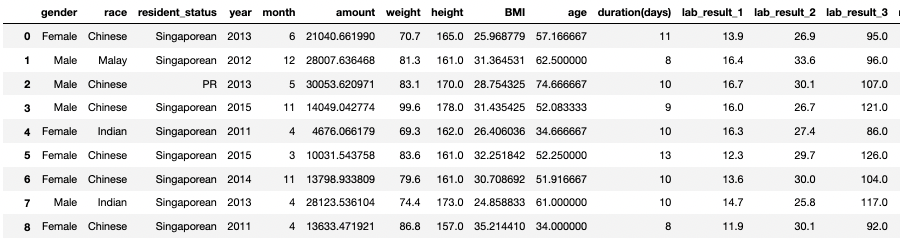 gender race resident_status year month amount weight height BMI age duration(days) lab_result_1 lab_result_2 lab_result_3
0 Female Chinese Singaporean 2013 6 21040.661990 70.7 165.0 25.968779 57.166667 11 13.9 26.9 95.0
1 Male Malay Singaporean 2012 12 28007.636468 81.3 161.0 31.364531 62.500000 8 16.4 33.6 96.0
2 Male Chinese PR 2013 5 30053.620971 83.1 170.0 28.754325 74.666667 10 16.7 30.1 107.0
3 Male Chinese Singaporean 2015 11 14049.042774 99.6 178.0 31.435425 52.083333 9 16.0 26.7 121.0
4 Female Indian Singaporean 2011 4 4676.066179 69.3 162.0 26.406036 34.666667 10 16.3 27.4 86.0
5 Female Chinese Singaporean 2015 3 10031.543758 83.6 161.0 32.251842 52.250000 13 12.3 29.7 126.0
6 Female Chinese Singaporean 2014 11 13798.933809 79.6 161.0 30.708692 51.916667 10 13.6 30.0 104.0
7 Male Indian Singaporean 2013 4 28123.536104 74.4 173.0 24.858833 61.000000 10 14.7 25.8 117.0
8 Female Chinese Singaporean 2011 4 13633.471921 86.8 157.0 35.214410 34.000000 8 11.9 30.1 92.0